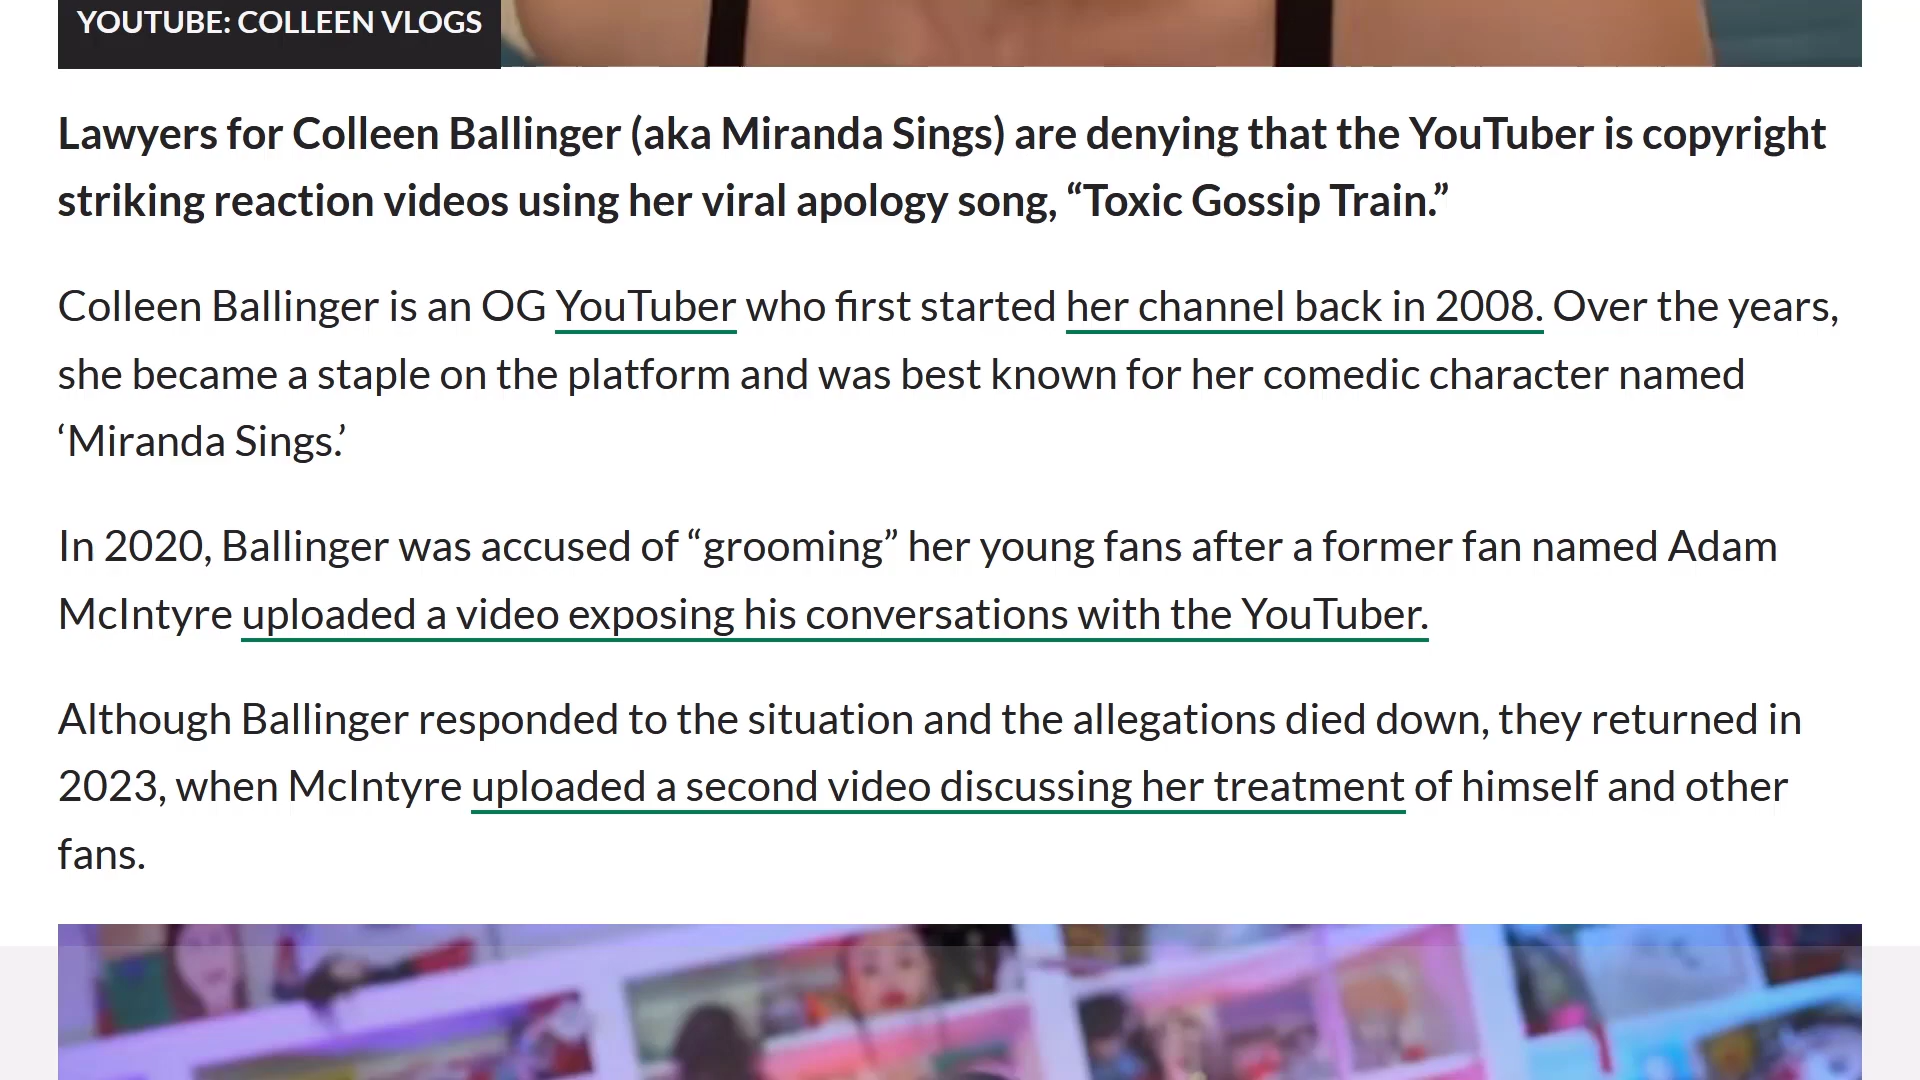 YOUTUBE: COLLEEN VLOGS
Lawyers for Colleen Ballinger (aka Miranda Sings) are denying that the YouTuber is copyright
striking reaction videos using her viral apology song, “Toxic Gossip Train.”
Colleen Ballinger is an OG YouTuber who first started her channel back in 2008. Over the years,
she became a staple on the platform and was best known for her comedic character named
‘Miranda Sings.’
In 2020, Ballinger was accused of “grooming” her young fans after a former fan named Adam
McIntyre uploaded a video exposing his conversations with the YouTuber.
Although Ballinger responded to the situation and the allegations died down, they returned in
2023, when McIntyre uploaded a second video discussing her treatment of himself and other
fans.